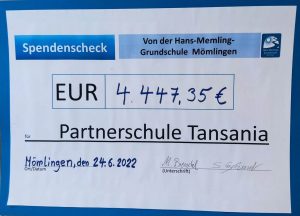 Spendenscheck
Von der Hans-Memling-
Grundschule Mömlingen
EUR 4.447,35 €
für Partnerschule Tansania
Mömlingen, den 24.6.2022
Ort/Datum
(Unterschrift)